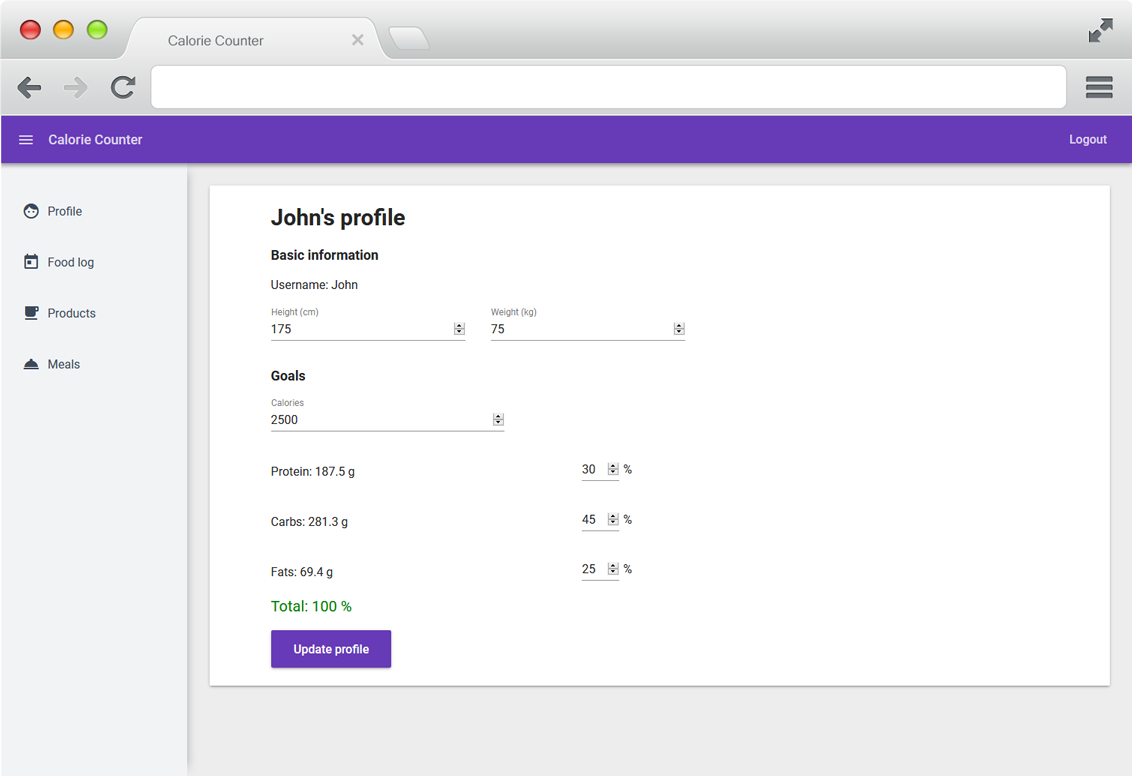 Calorie Counter
Calorie Counter
Logout
Profile
Food log
Products
Meals
John's profile
Basic information
Username: John
Height (cm) Weight (kg)
175 75
Goals
Calories
2500
Protein: 187.5 g 30 %
Carbs: 281.3 g 45 %
Fats: 69.4 g 25 %
Total: 100 %
Update profile